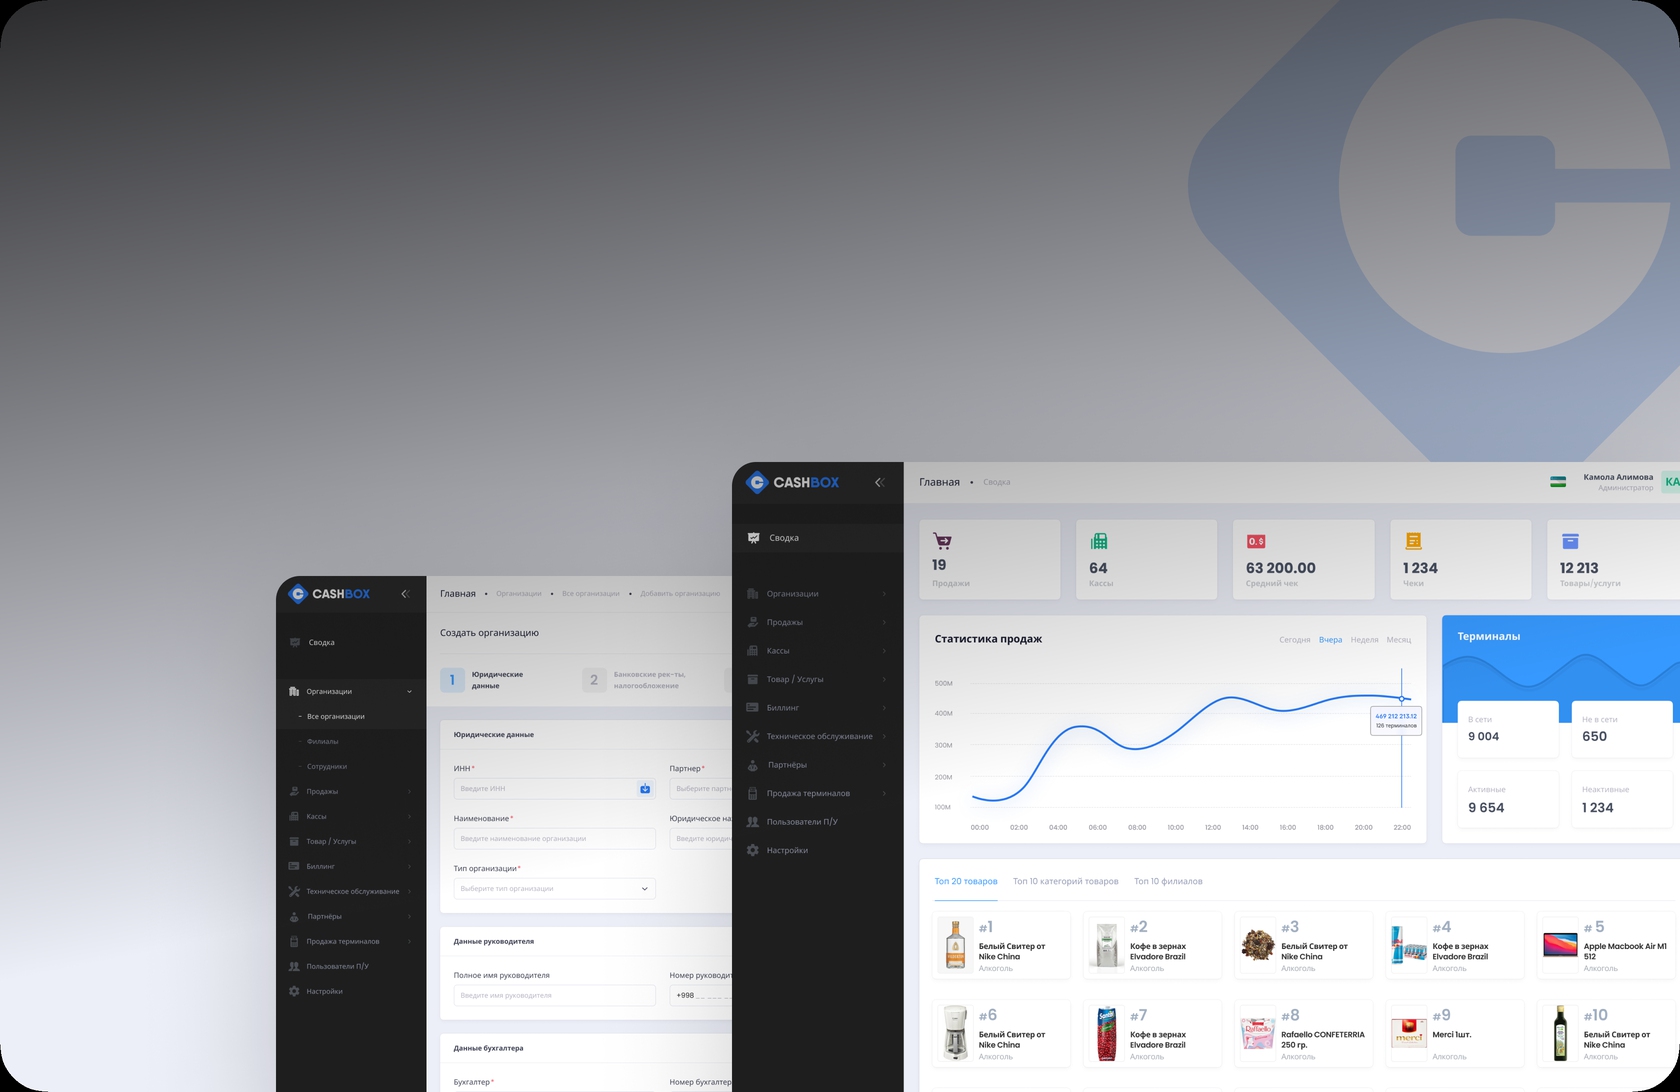 CASHBOX
Сводка
Организации
Все организации
Филиалы
Сотрудники
Продажи
Кассы
Товар / Услуги
Биллинг
Техническое обслуживание
Партнёры
Продажа терминалов
Пользователи П/У
Настройки
Главная • Организации • Все организации • Добавить организацию
Создать организацию
1 Юридические
данные
2 Банковские рек-ты,
налогообложение
Юридические данные
ИНН*
Введите ИНН
Партнер*
Выберите
Наименование*
Введите наименование организации
Юридическое
Введите
Тип организации*
Выберите тип организации
Данные руководителя
Полное имя руководителя
Введите имя руководителя
Номер
+998 __ ___ __
Данные бухгалтера
Бухгалтер*
Номер
CASHBOX
Сводка
Организации
Продажи
Кассы
Товар / Услуги
Биллинг
Техническое обслуживание
Партнёры
Продажа терминалов
Пользователи П/У
Настройки
Главная • Сводка
Камола Алимова
Администратор
КА
19
Продажи
64
Кассы
0.$
63 200.00
Средний чек
1 234
Чеки
12 213
Товары/услуги
Статистика продаж
Сегодня Вчера Неделя Месяц
500M
400M
300M
200M
100M
469 212 213.12
126 терминалов
00:00 02:00 04:00 06:00 08:00 10:00 12:00 14:00 16:00 18:00 20:00 22:00
Терминалы
В сети
9 004
Не в сети
650
Активные
9 654
Неактивные
1 234
Топ 20 товаров Топ 10 категорий товаров Топ 10 филиалов
#1
Белый Свитер от
Nike China
Алкоголь
#2
Кофе в зернах
Elvadore Brazil
Алкоголь
#3
Белый Свитер от
Nike China
Алкоголь
#4
Кофе в зернах
Elvadore Brazil
Алкоголь
# 5
Apple Macbook Air M1
512
Алкоголь
#6
Белый Свитер от
Nike China
Алкоголь
#7
Кофе в зернах
Elvadore Brazil
Алкоголь
Raffaello
#8
Rafaello CONFETERRIA
250 гр.
Алкоголь
merci
#9
Merci 1шт.
Алкоголь
#10
Белый Свитер от
Nike China
Алкоголь